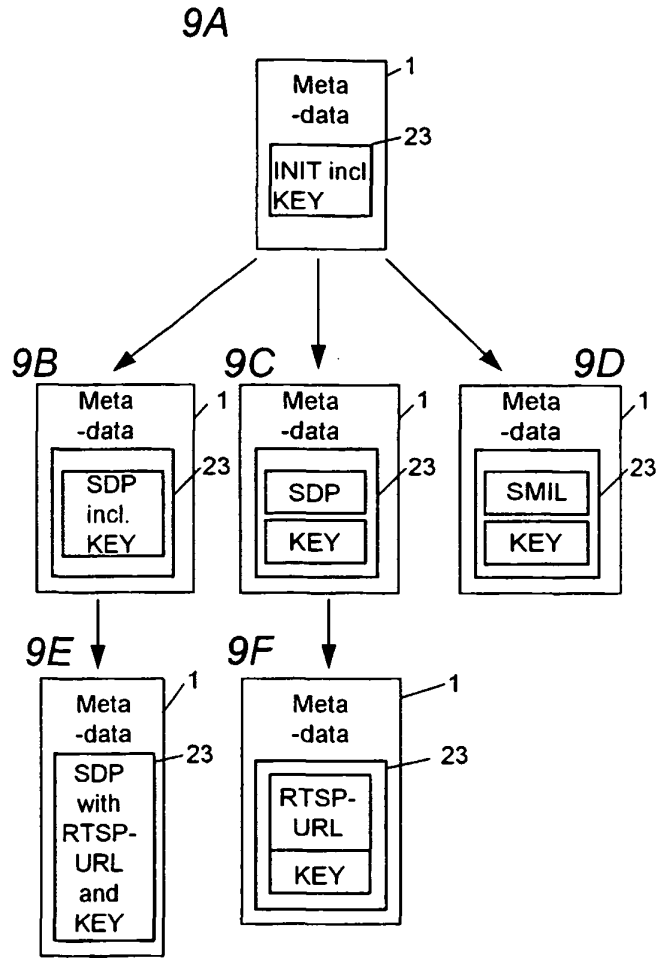 9A
1
Meta
-data
23
INIT incl.
KEY
9B
9C
9D
Meta
-data
1
23
SDP
incl.
KEY
Meta
-data
1
23
SDP
KEY
Meta
-data
1
23
SMIL
KEY
9E
9F
Meta
-data
1
23
SDP
with
RTSP-
URL
and
KEY
Meta
-data
1
23
RTSP-
URL
KEY